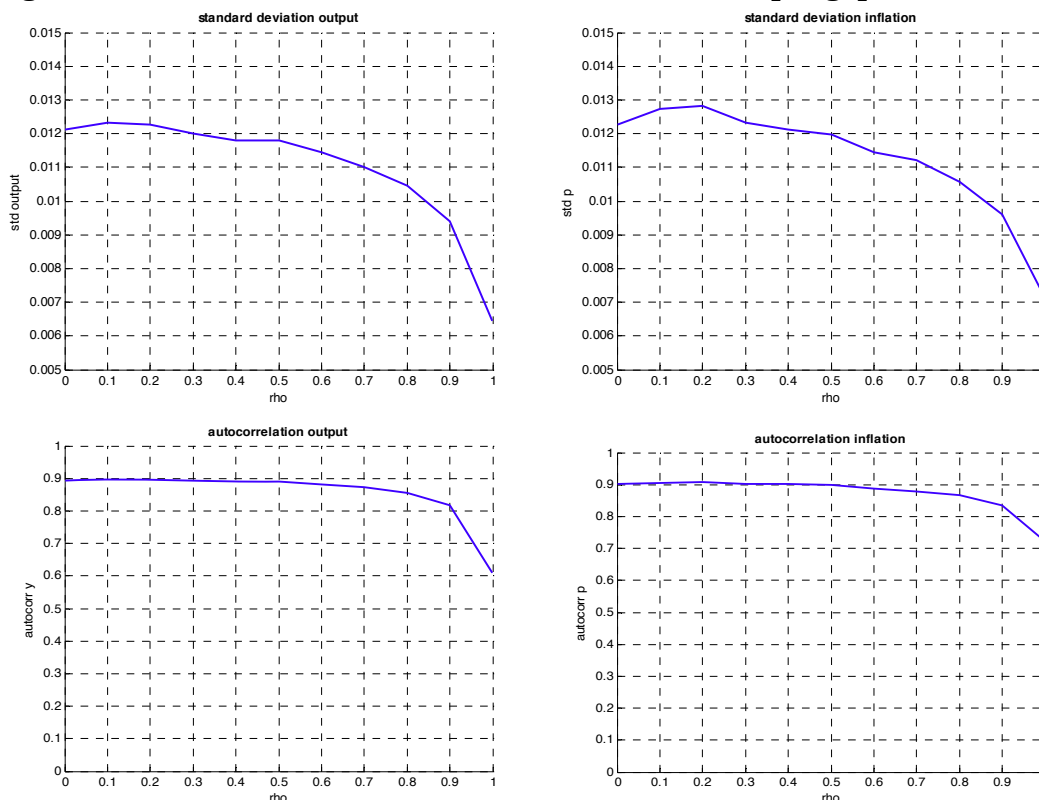 standard deviation output
0.015
0.014
0.013
0.012
0.011
0.01
0.009
0.008
0.007
0.006
0.005
std output
0 0.1 0.2 0.3 0.4 0.5 0.6 0.7 0.8 0.9 1
rho
standard deviation inflation
0.015
0.014
0.013
0.012
0.011
0.01
0.009
0.008
0.007
0.006
0.005
std p
0 0.1 0.2 0.3 0.4 0.5 0.6 0.7 0.8 0.9
rho
autocorrelation output
1
0.9
0.8
0.7
0.6
0.5
0.4
0.3
0.2
0.1
0
autocorr y
0 0.1 0.2 0.3 0.4 0.5 0.6 0.7 0.8 0.9 1
rho
autocorrelation inflation
1
0.9
0.8
0.7
0.6
0.5
0.4
0.3
0.2
0.1
0
autocorr p
0 0.1 0.2 0.3 0.4 0.5 0.6 0.7 0.8 0.9
rho